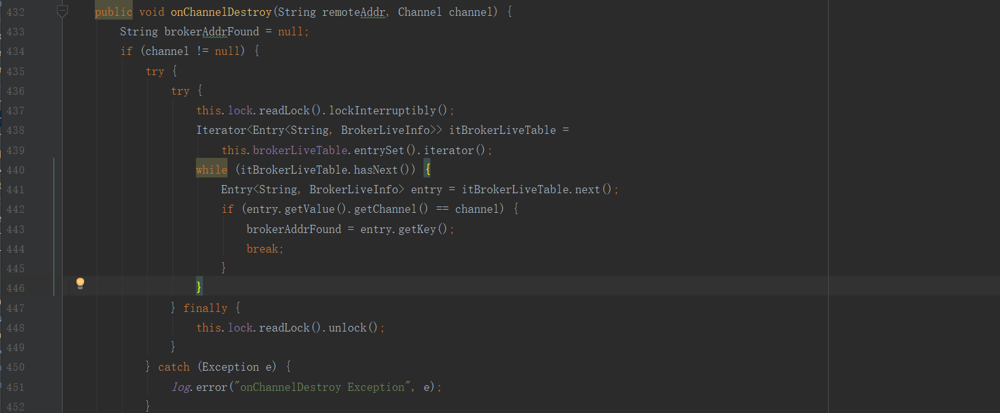 432 public void onChannelDestroy(String remoteAddr, Channel channel) {
433 String brokerAddrFound = null;
434 if (channel != null) {
435 try {
436 try {
437 this.lock.readLock().lockInterruptibly();
438 Iterator<Entry<String, BrokerLiveInfo>> itBrokerLiveTable =
439 this.brokerLiveTable.entrySet().iterator();
440 while (itBrokerLiveTable.hasNext()) {
441 Entry<String, BrokerLiveInfo> entry = itBrokerLiveTable.next();
442 if (entry.getValue().getChannel() == channel) {
443 brokerAddrFound = entry.getKey();
444 break;
445 }
446 }
447 } finally {
448 this.lock.readLock().unlock();
449 }
450 } catch (Exception e) {
451 log.error("onChannelDestroy Exception", e);
452 }